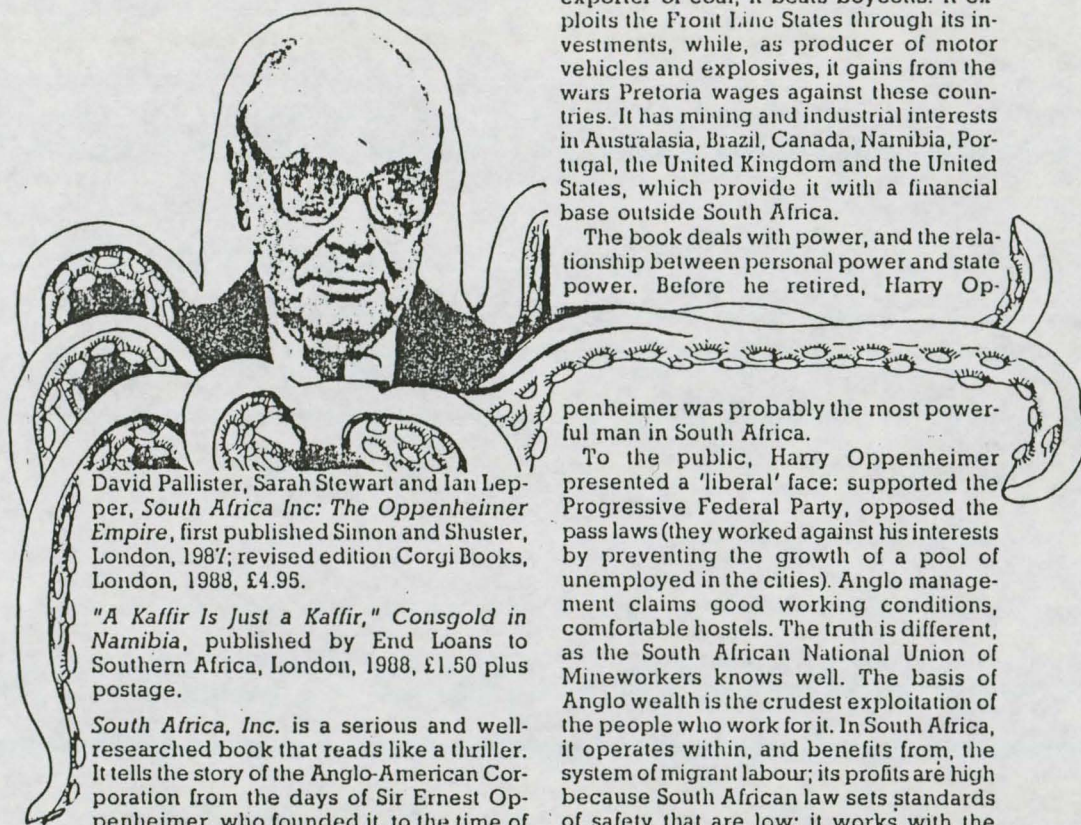 David Pallister, Sarah Stewart and Ian Lep-
per, South Africa Inc: The Oppenheimer
Empire, first published Simon and Shuster,
London, 1987; revised edition Corgi Books,
London, 1988, £4.95.
"A Kaffir Is Just a Kaffir," Consgold in
Namibia, published by End Loans to
Southern Africa, London, 1988, £1.50 plus
postage.
South Africa, Inc. is a serious and well-
researched book that reads like a thriller.
It tells the story of the Anglo-American Cor-
poration from the days of Sir Ernest Op-
penheimer, who founded it, to the time of
exporter of coal, it beats boycotts. It ex-
ploits the Front Line States through its in-
vestments, while, as producer of motor
vehicles and explosives, it gains from the
wars Pretoria wages against these coun-
tries. It has mining and industrial interests
in Australasia, Brazil, Canada, Namibia, Por-
tugal, the United Kingdom and the United
States, which provide it with a financial
base outside South Africa.
The book deals with power, and the rela-
tionship between personal power and state
power. Before he retired, Harry Op-
penheimer was probably the most power-
ful man in South Africa.
To the public, Harry Oppenheimer
presented a 'liberal' face: supported the
Progressive Federal Party, opposed the
pass laws (they worked against his interests
by preventing the growth of a pool of
unemployed in the cities). Anglo manage-
ment claims good working conditions,
comfortable hostels. The truth is different,
as the South African National Union of
Mineworkers knows well. The basis of
Anglo wealth is the crudest exploitation of
the people who work for it. In South Africa,
it operates within, and benefits from, the
system of migrant labour; its profits are high
because South African law sets standards
of safety that are low; it works with the